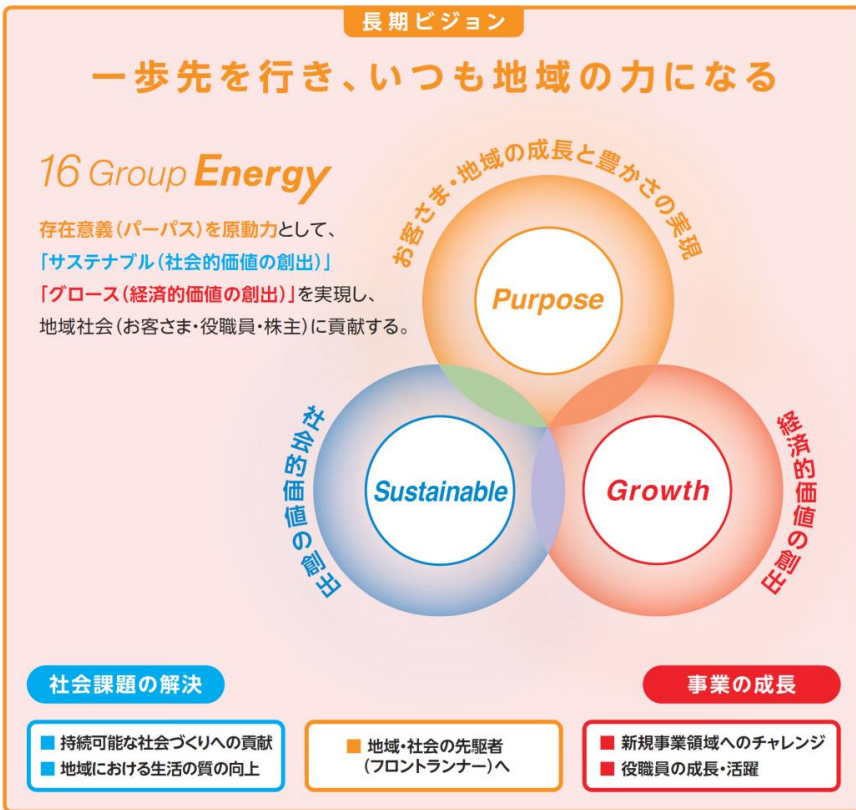 長期ビジョン
一歩先を行き、いつも地域の力になる
16 Group Energy
存在意義(パーパス)を原動力として、
「サステナブル(社会的価値の創出)」
「グロース(経済的価値の創出)」を実現し、
地域社会(お客さま・役職員・株主)に貢献する。
お客さま・地域の成長と豊かさの実現
Purpose
社会的価値の創出
Sustainable
Growth
経済的価値の創出
社会課題の解決
■ 持続可能な社会づくりへの貢献
■ 地域における生活の質の向上
■ 地域・社会の先駆者
(フロントランナー)へ
事業の成長
■ 新規事業領域へのチャレンジ
■ 役職員の成長・活躍